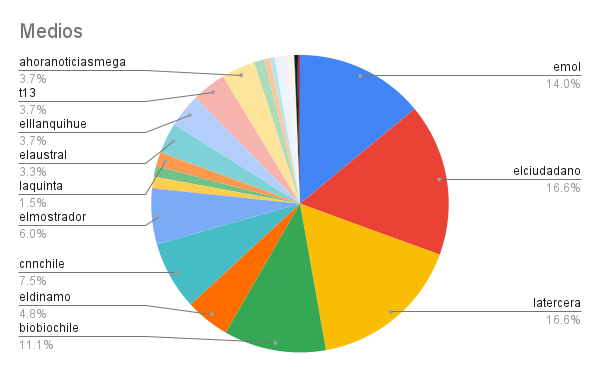 Medios
ahoranoticiasmega
3.7%
t13
3.7%
elllanquihue
3.7%
elaustral
3.3%
laquinta
1.5%
elmostrador
6.0%
cnnchile
7.5%
eldinamo
4.8%
biobiochile
11.1%
emol
14.0%
elciudadano
16.6%
latercera
16.6%